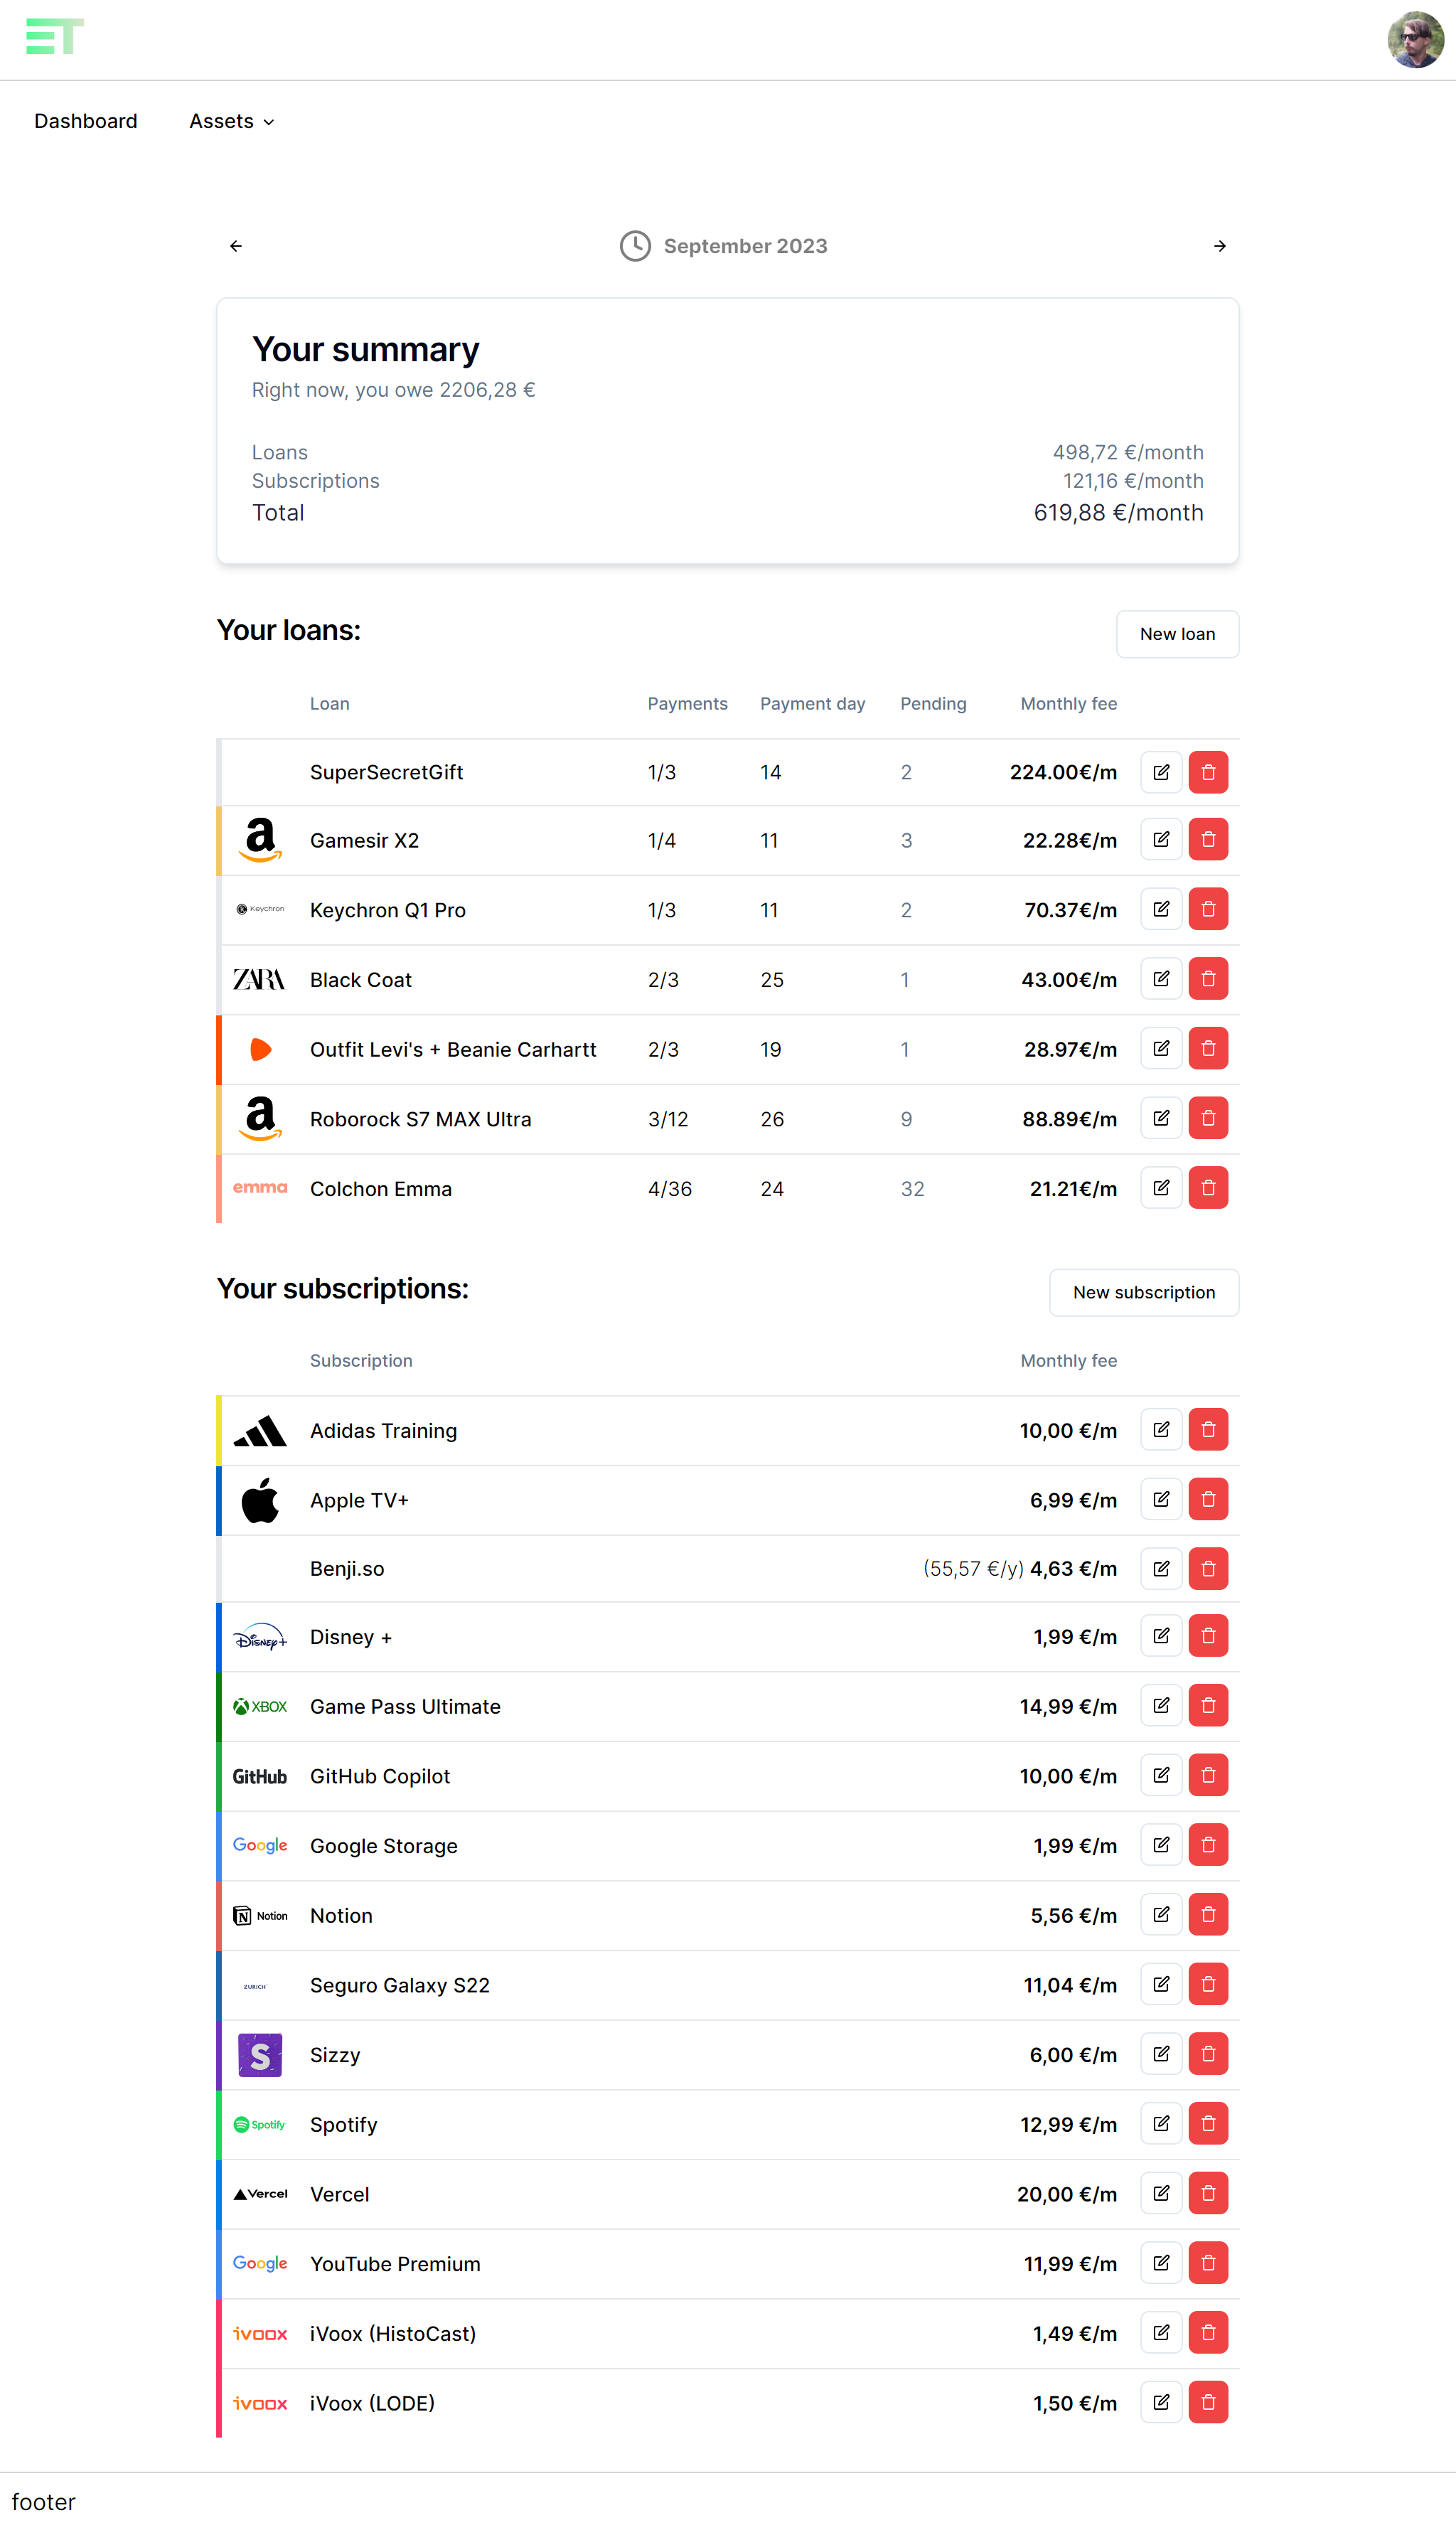 ET
Dashboard Assets
September 2023
Your summary
Right now, you owe 2206,28 €
Loans 498,72 €/month
Subscriptions 121,16 €/month
Total 619,88 €/month
Your loans: New loan
Loan Payments Payment day Pending Monthly fee
SuperSecretGift 1/3 14 2 224.00€/m
a Gamesir X2 1/4 11 3 22.28€/m
Keychron Keychron Q1 Pro 1/3 11 2 70.37€/m
ZARA Black Coat 2/3 25 1 43.00€/m
Outfit Levi's + Beanie Carhartt 2/3 19 1 28.97€/m
a Roborock S7 MAX Ultra 3/12 26 9 88.89€/m
emma Colchon Emma 4/36 24 32 21.21€/m
Your subscriptions: New subscription
Subscription Monthly fee
Adidas Training 10,00 €/m
Apple TV+ 6,99 €/m
Benji.so (55,57 €/y) 4,63 €/m
Disney+ Disney + 1,99 €/m
XBOX Game Pass Ultimate 14,99 €/m
GitHub GitHub Copilot 10,00 €/m
Google Google Storage 1,99 €/m
N Notion Notion 5,56 €/m
ZURICH Seguro Galaxy S22 11,04 €/m
S Sizzy 6,00 €/m
Spotify Spotify 12,99 €/m
Vercel Vercel 20,00 €/m
Google YouTube Premium 11,99 €/m
ivoox iVoox (HistoCast) 1,49 €/m
ivoox iVoox (LODE) 1,50 €/m
footer